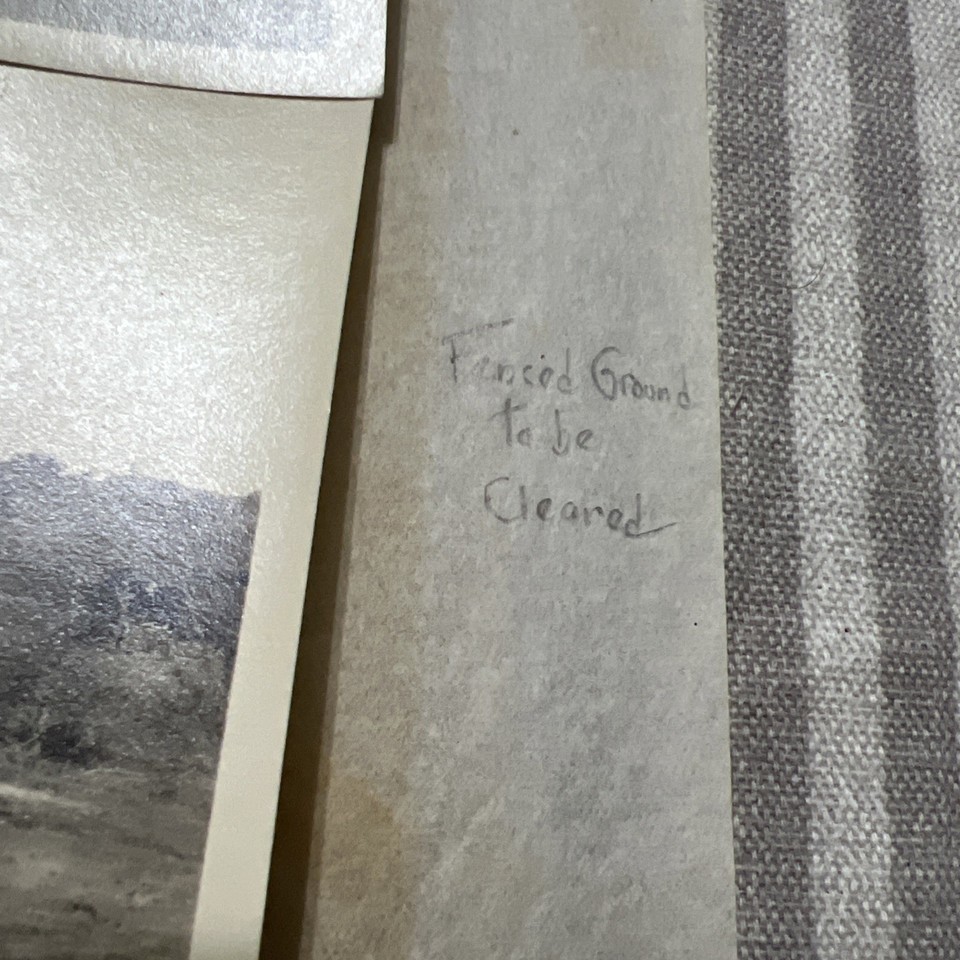 Fenced Ground
to be
Cleared